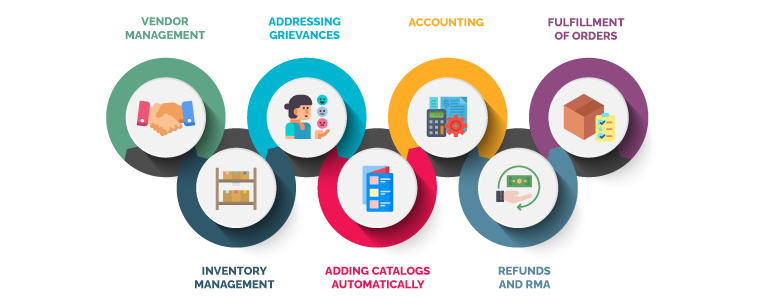 VENDOR
MANAGEMENT
ADDRESSING
GRIEVANCES
ACCOUNTING
FULFILLMENT
OF ORDERS
INVENTORY
MANAGEMENT
ADDING CATALOGS
AUTOMATICALLY
REFUNDS
AND RMA